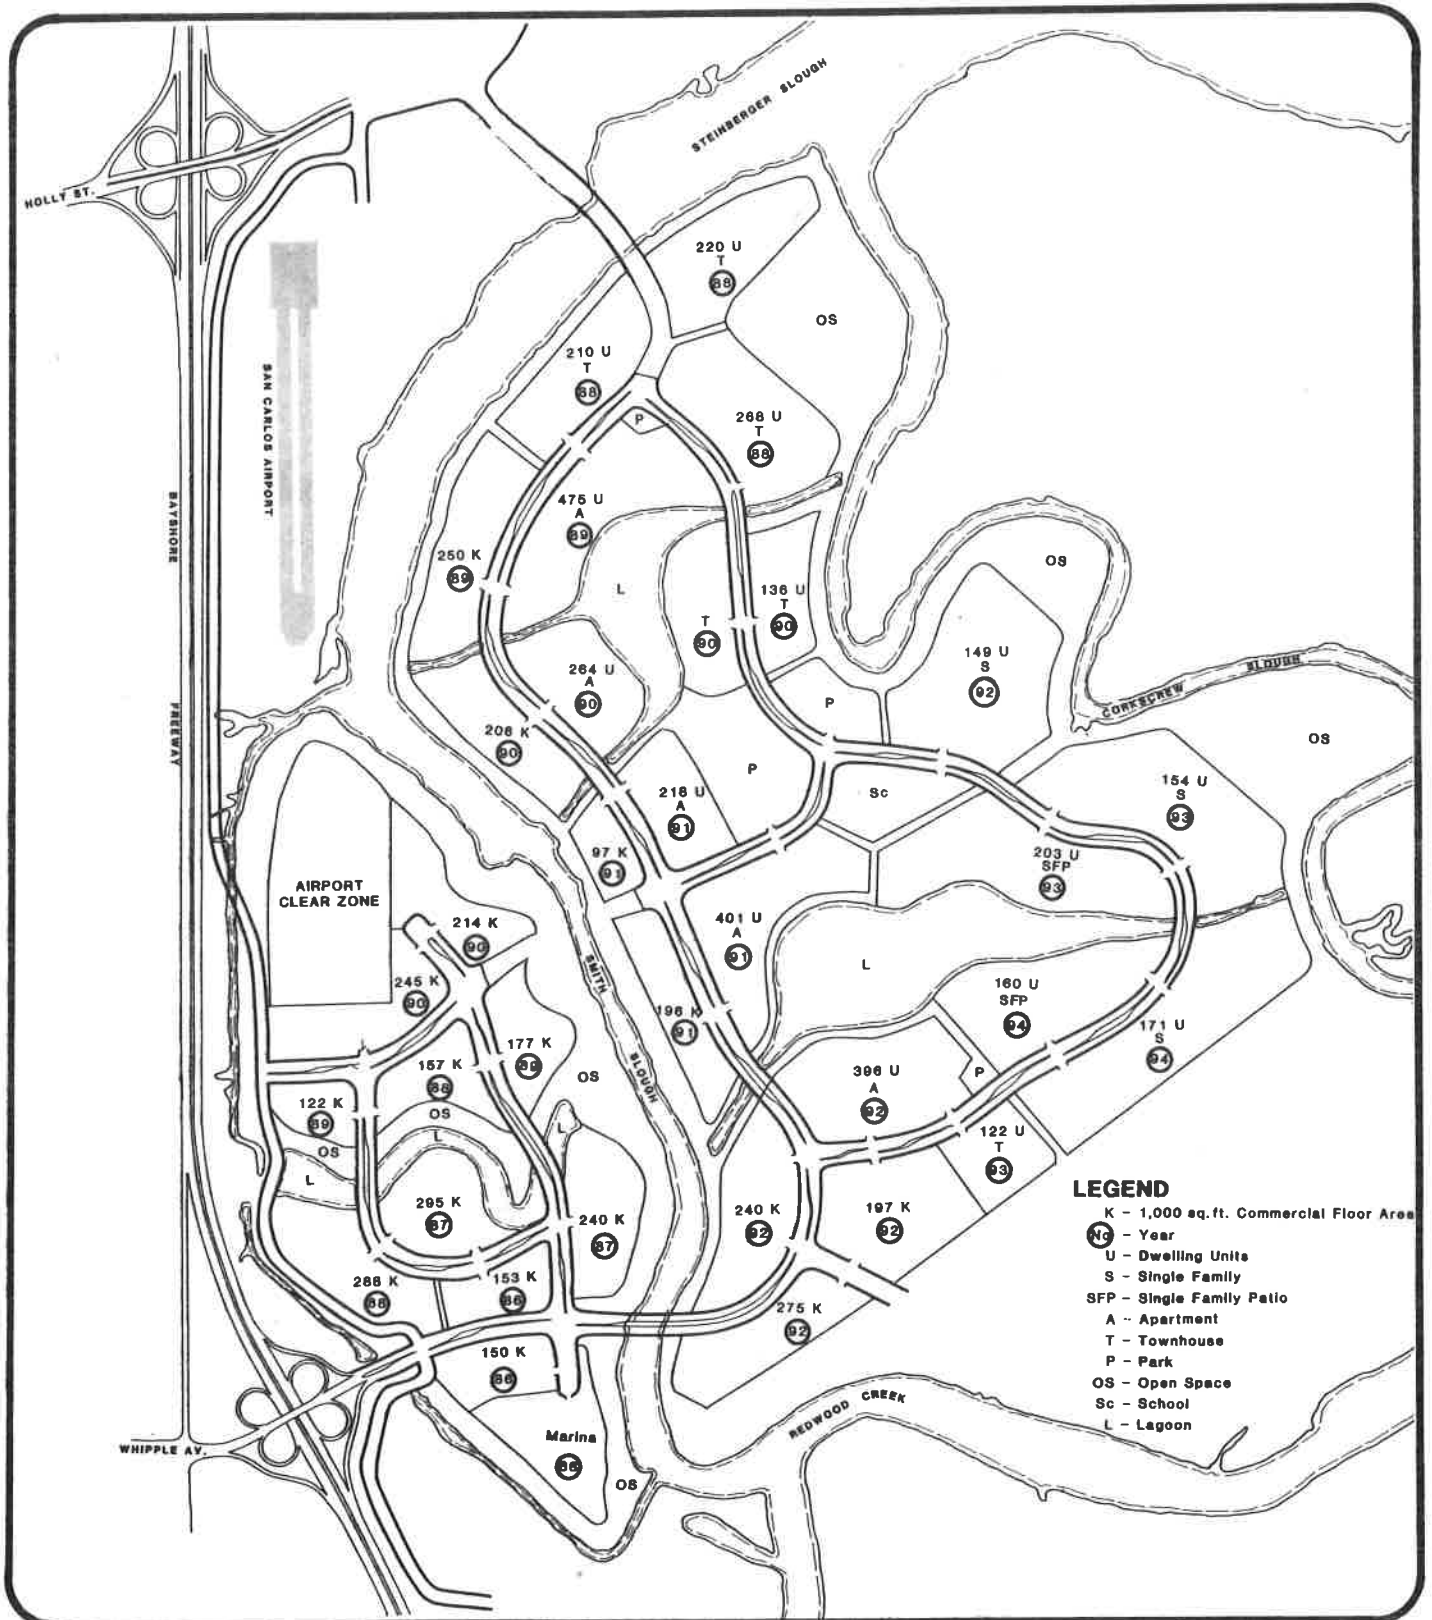 STEINBERGER SLOUGH
HOLLY ST.
220 U
T
88
OS
SAN CARLOS AIRPORT
210 U
T
88
P
268 U
T
88
BAYSHORE
FREEWAY
475 U
A
89
250 K
89
L
136 U
T
90
T
90
OS
264 U
A
90
149 U
S
92
CORKSCREW
SLOUGH
206 K
90
P
OS
P
218 U
A
91
Sc
154 U
S
93
97 K
91
203 U
SFP
93
AIRPORT
CLEAR ZONE
214 K
90
401 U
A
91
SMITH
SLOUGH
L
245 K
90
196 K
91
160 U
SFP
94
171 U
S
94
177 K
89
157 K
88
OS
396 U
A
92
P
122 K
89
OS
L
L
OS
L
122 U
T
93
295 K
87
240 K
87
240 K
92
197 K
92
288 K
88
153 K
86
275 K
92
150 K
86
Marina
86
OS
WHIPPLE AV.
REDWOOD CREEK
LEGEND
K - 1,000 sq.ft. Commercial Floor Area
No - Year
U - Dwelling Units
S - Single Family
SFP - Single Family Patio
A - Apartment
T - Townhouse
P - Park
OS - Open Space
Sc - School
L - Lagoon